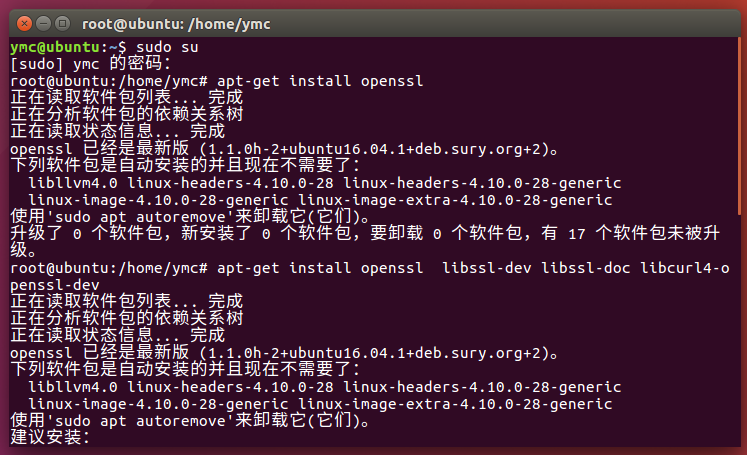 root@ubuntu: /home/ymc
ymc@ubuntu:~$ sudo su
[sudo] ymc 的密码：
root@ubuntu:/home/ymc# apt-get install openssl
正在读取软件包列表... 完成
正在分析软件包的依赖关系树
正在读取状态信息... 完成
openssl 已经是最新版 (1.1.0h-2+ubuntu16.04.1+deb.sury.org+2)。
下列软件包是自动安装的并且现在不需要了：
  libllvm4.0 linux-headers-4.10.0-28 linux-headers-4.10.0-28-generic
  linux-image-4.10.0-28-generic linux-image-extra-4.10.0-28-generic
使用'sudo apt autoremove'来卸载它(它们)。
升级了 0 个软件包，新安装了 0 个软件包，要卸载 0 个软件包，有 17 个软件包未被升
级。
root@ubuntu:/home/ymc# apt-get install openssl  libssl-dev libssl-doc libcurl4-o
penssl-dev
正在读取软件包列表... 完成
正在分析软件包的依赖关系树
正在读取状态信息... 完成
openssl 已经是最新版 (1.1.0h-2+ubuntu16.04.1+deb.sury.org+2)。
下列软件包是自动安装的并且现在不需要了：
  libllvm4.0 linux-headers-4.10.0-28 linux-headers-4.10.0-28-generic
  linux-image-4.10.0-28-generic linux-image-extra-4.10.0-28-generic
使用'sudo apt autoremove'来卸载它(它们)。
建议安装：